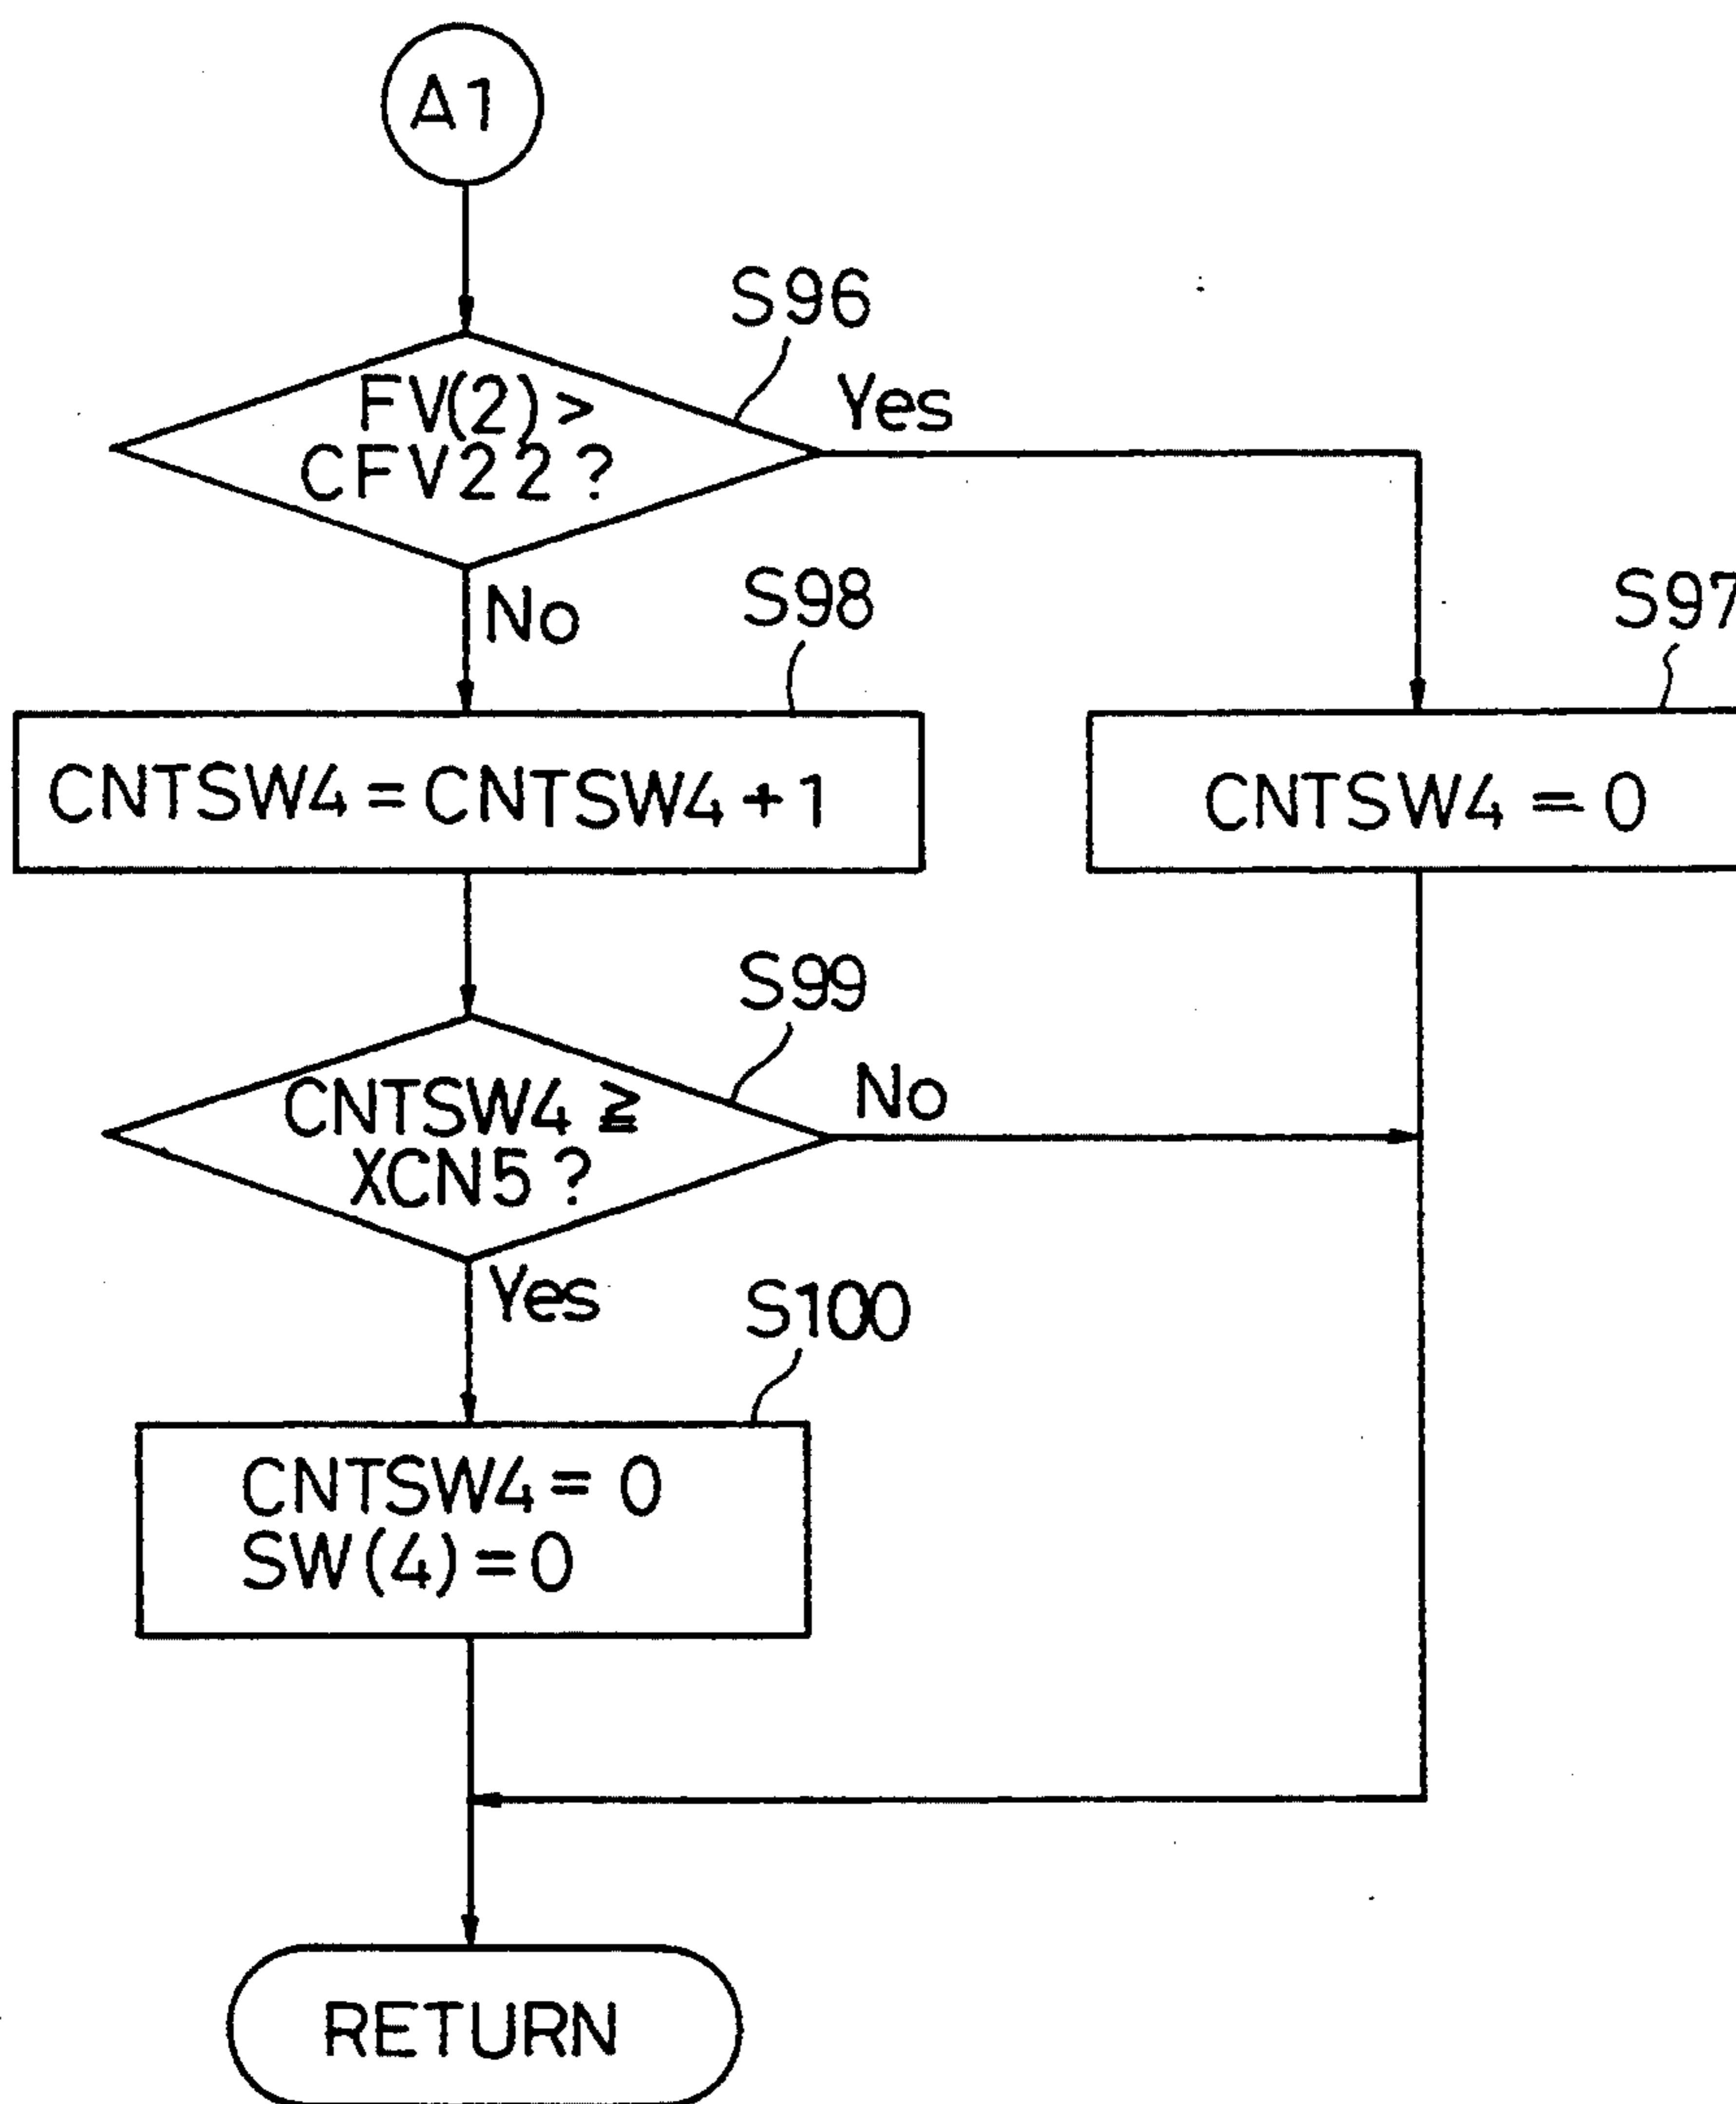 A1
S96
FV(2)>
CFV22?
Yes
No
S98
S97
CNTSW4=CNTSW4+1
CNTSW4=0
S99
CNTSW4≧
XCN5?
No
Yes
S100
CNTSW4=0
SW(4)=0
RETURN